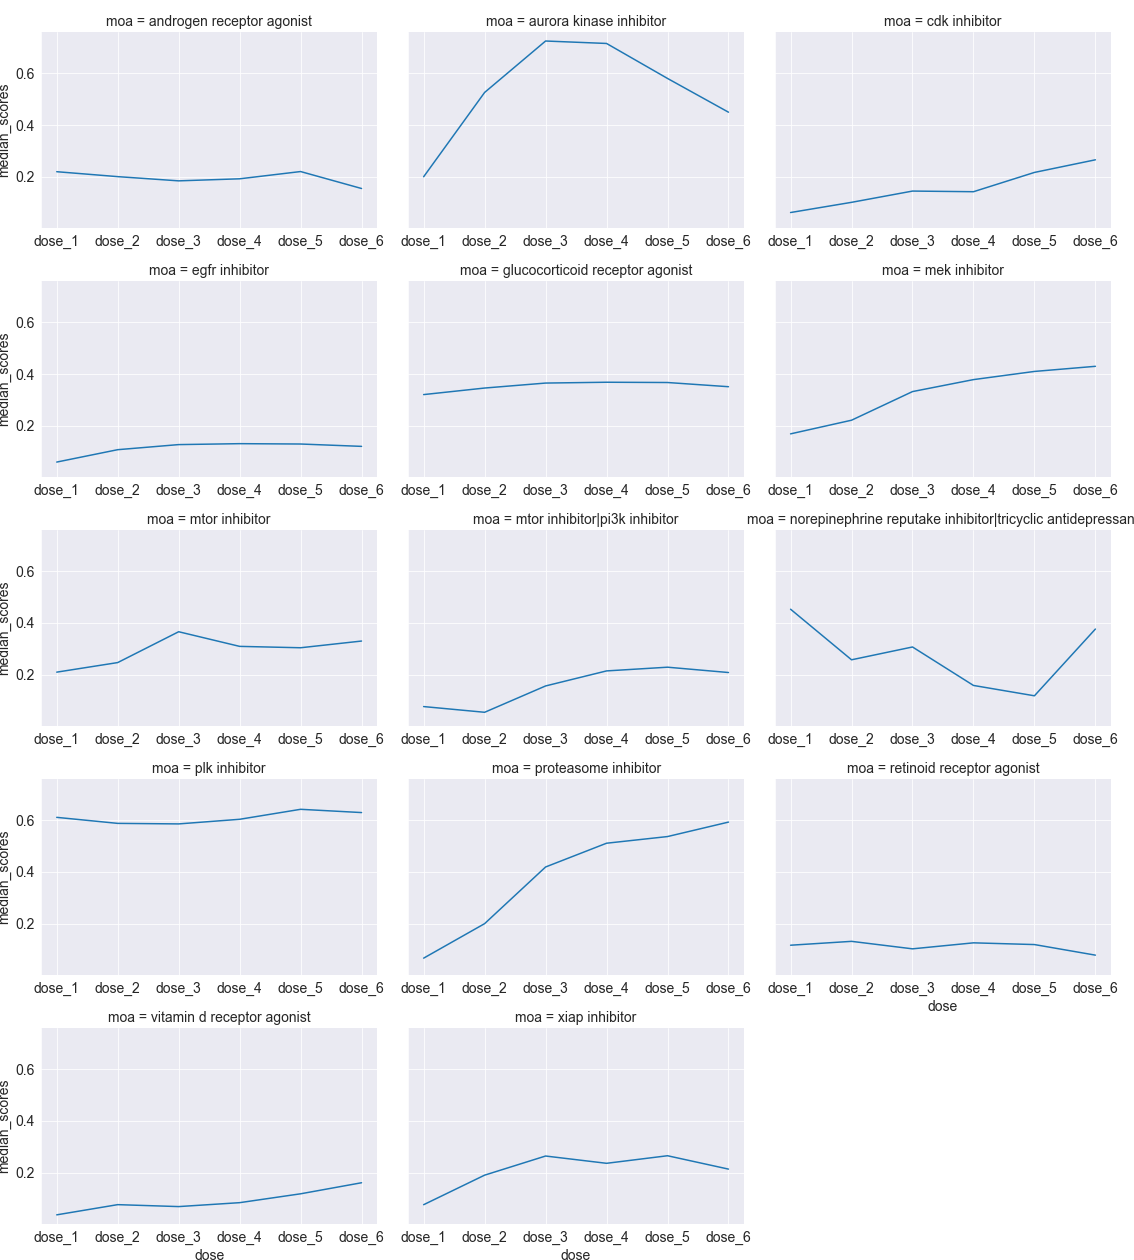 moa = androgen receptor agonist
moa = aurora kinase inhibitor
moa = cdk inhibitor
median_scores
0.6
0.4
0.2
dose_1 dose_2 dose_3 dose_4 dose_5 dose_6
dose_1 dose_2 dose_3 dose_4 dose_5 dose_6
dose_1 dose_2 dose_3 dose_4 dose_5 dose_6
moa = egfr inhibitor
moa = glucocorticoid receptor agonist
moa = mek inhibitor
median_scores
0.6
0.4
0.2
dose_1 dose_2 dose_3 dose_4 dose_5 dose_6
dose_1 dose_2 dose_3 dose_4 dose_5 dose_6
dose_1 dose_2 dose_3 dose_4 dose_5 dose_6
moa = mtor inhibitor
moa = mtor inhibitor|pi3k inhibitor
moa = norepinephrine reputake inhibitor|tricyclic antidepressan
median_scores
0.6
0.4
0.2
dose_1 dose_2 dose_3 dose_4 dose_5 dose_6
dose_1 dose_2 dose_3 dose_4 dose_5 dose_6
dose_1 dose_2 dose_3 dose_4 dose_5 dose_6
moa = plk inhibitor
moa = proteasome inhibitor
moa = retinoid receptor agonist
median_scores
0.6
0.4
0.2
dose_1 dose_2 dose_3 dose_4 dose_5 dose_6
dose_1 dose_2 dose_3 dose_4 dose_5 dose_6
dose_1 dose_2 dose_3 dose_4 dose_5 dose_6
dose
moa = vitamin d receptor agonist
moa = xiap inhibitor
median_scores
0.6
0.4
0.2
dose_1 dose_2 dose_3 dose_4 dose_5 dose_6
dose_1 dose_2 dose_3 dose_4 dose_5 dose_6
dose
dose